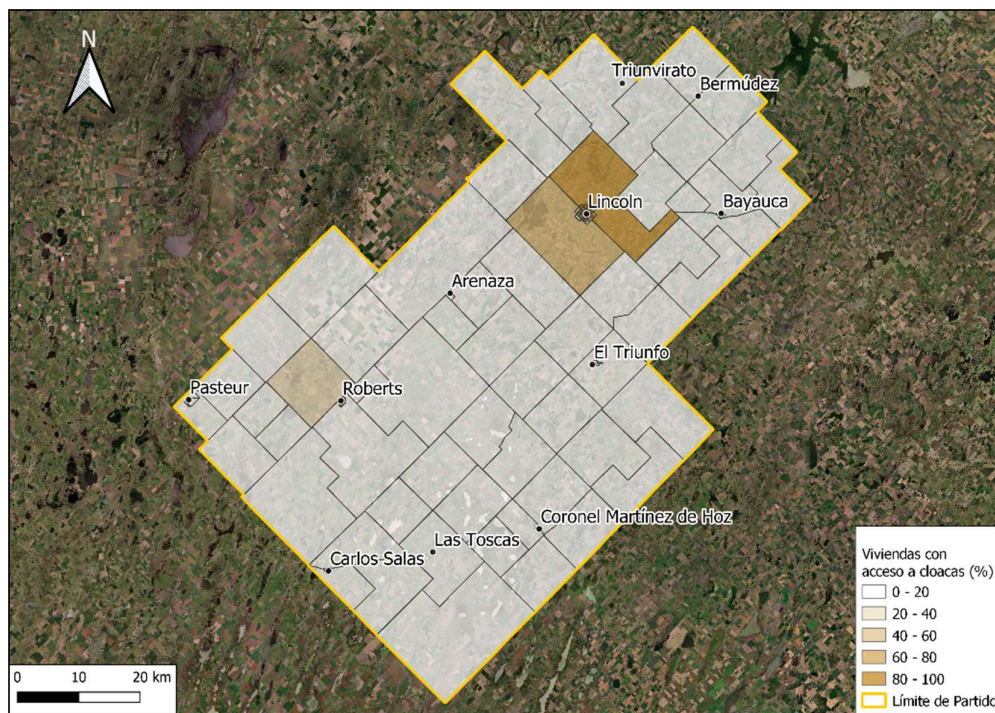 N
Triunvirato
Bermúdez
Lincoln
Bayauca
Arenaza
El Triunfo
Pasteur
Roberts
Coronel Martínez de Hoz
Las Toscas
Carlos Salas
Viviendas con
acceso a cloacas (%)
0 - 20
20 - 40
40 - 60
60 - 80
80 - 100
Límite de Partido
0 10 20 km